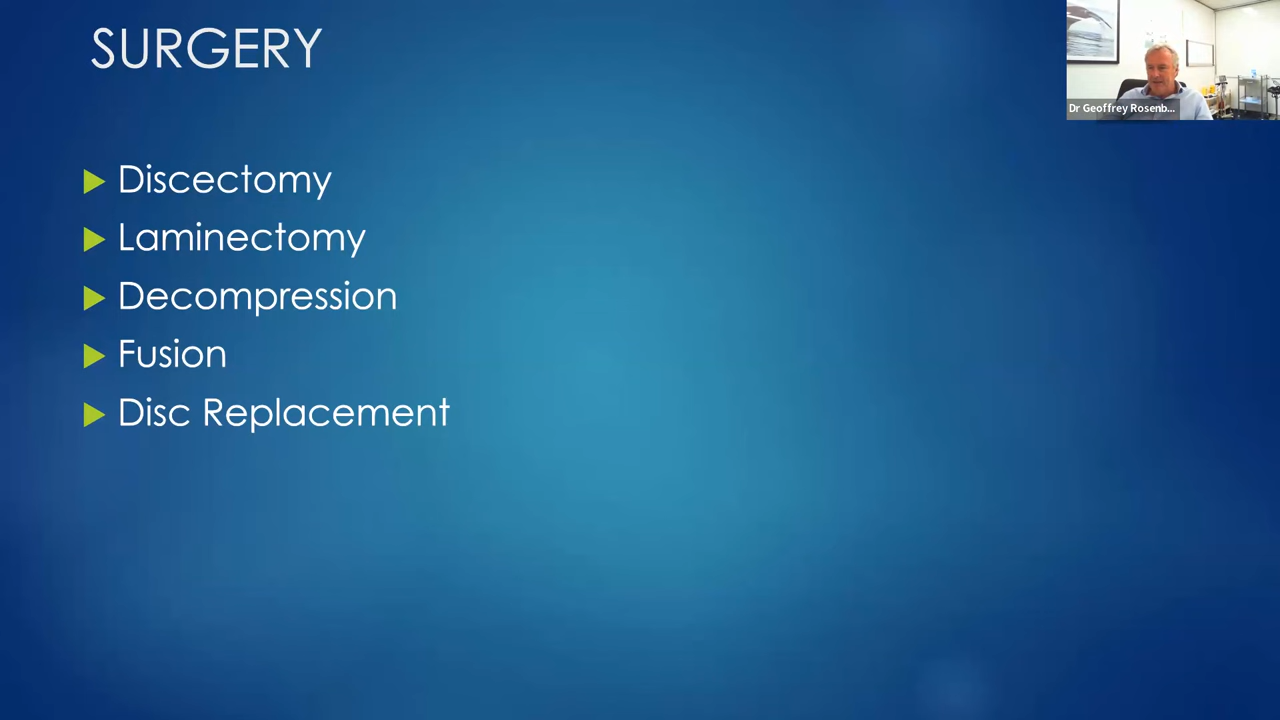 SURGERY
Dr Geoffrey Rosenb...
Discectomy
Laminectomy
Decompression
Fusion
Disc Replacement